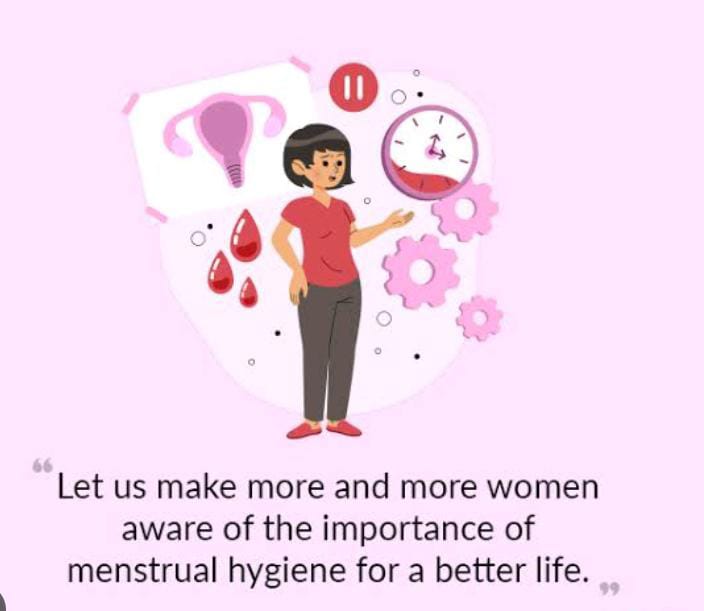 “Let us make more and more women
aware of the importance of
menstrual hygiene for a better life.”